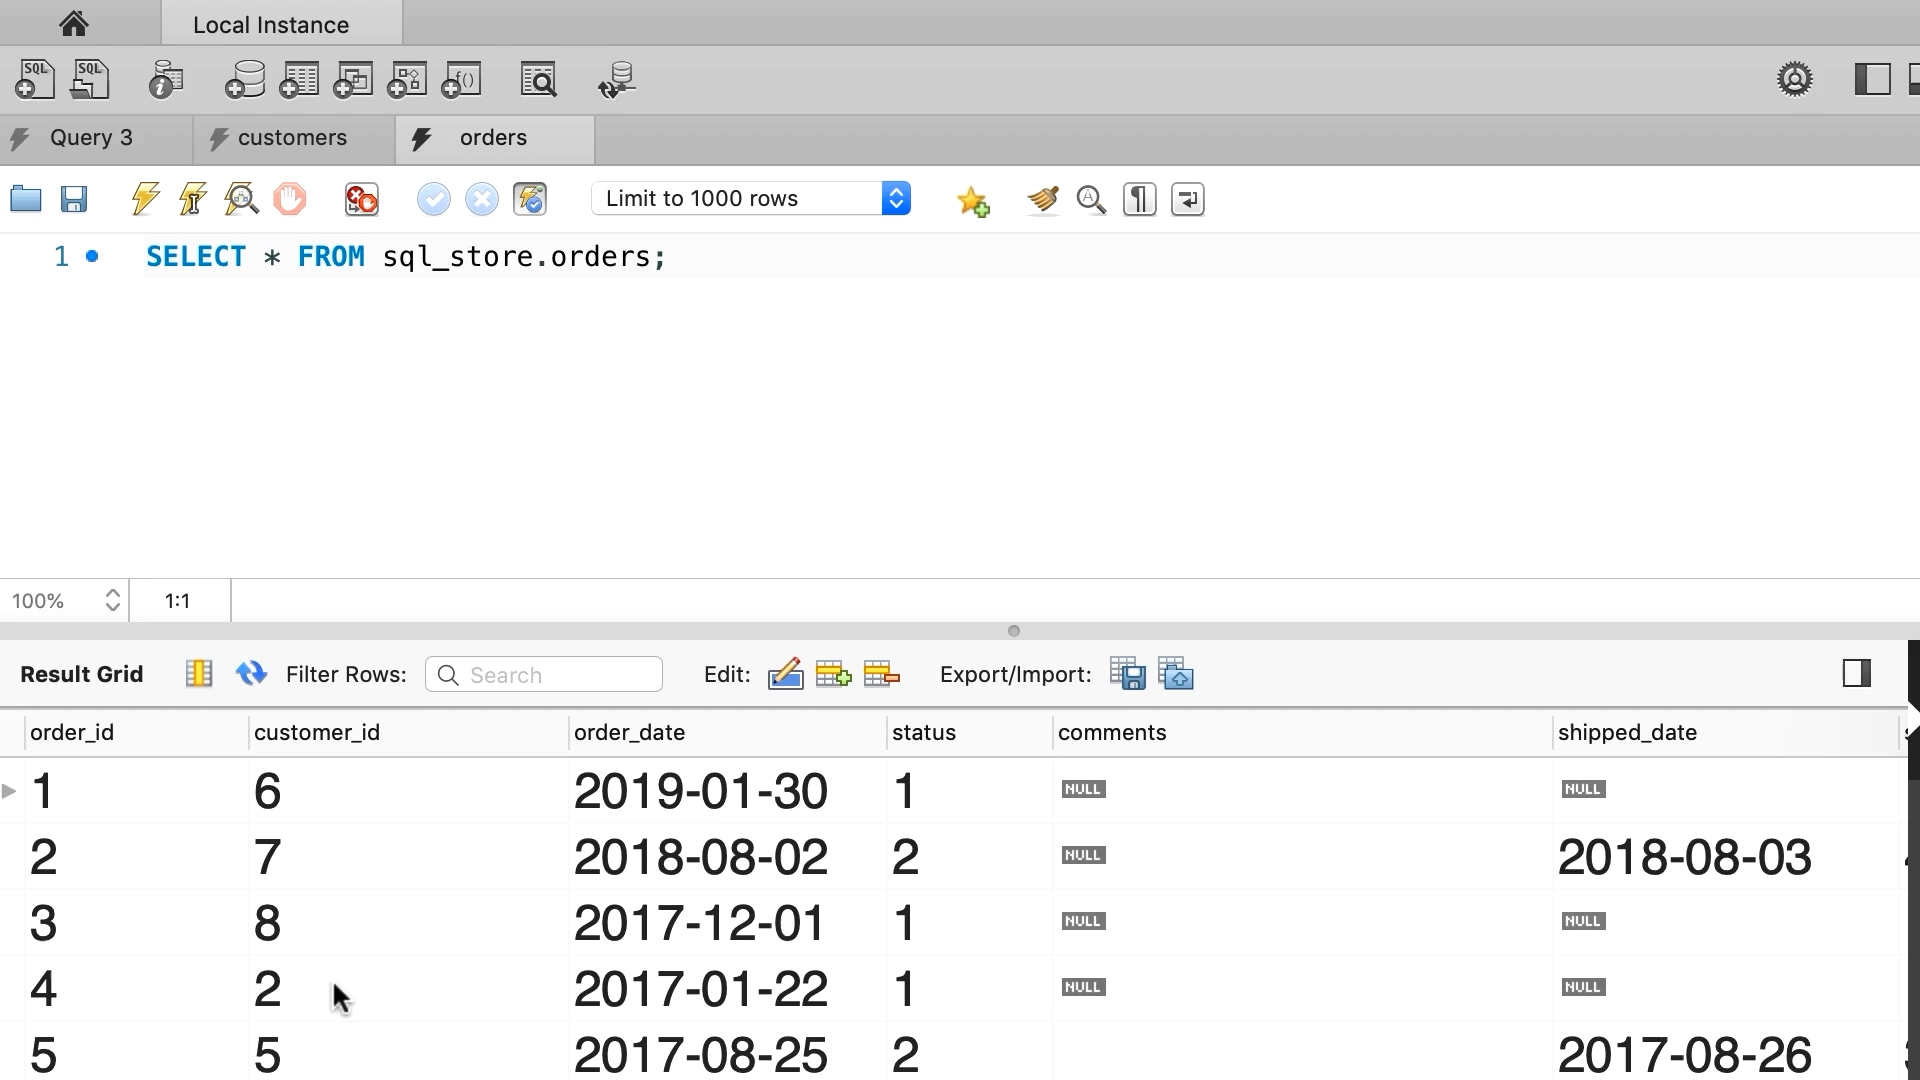 Local Instance
SQL SQL f()
Query 3 customers orders
Limit to 1000 rows
1 SELECT * FROM sql_store.orders;
100% 1:1
Result Grid Filter Rows: Search Edit: Export/Import:
order_id customer_id order_date status comments shipped_date
1 6 2019-01-30 1 NULL NULL
2 7 2018-08-02 2 NULL 2018-08-03
3 8 2017-12-01 1 NULL NULL
4 2 2017-01-22 1 NULL NULL
5 5 2017-08-25 2 2017-08-26